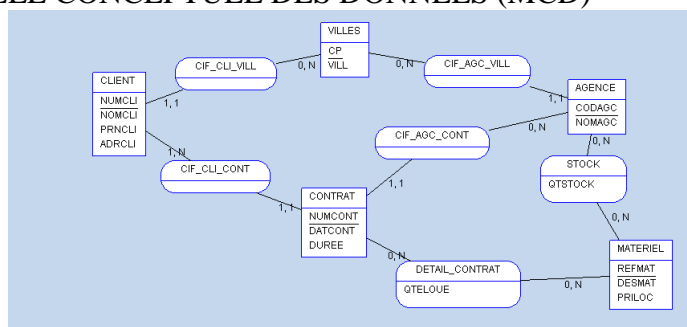 ELE CONCEPTUEL DES DONNEES (MCD)
VILLES
CP
VILL
CIF_CLI_VILL
0, N
0, N
CIF_AGC_VILL
CLIENT
NUMCLI
NOMCLI
PRNCLI
ADRCLI
1, 1
1, 1
AGENCE
CODAGC
NOMAGC
CIF_AGC_CONT
0, N
0, N
1, N
CIF_CLI_CONT
STOCK
QTSTOCK
1, 1
1, 1
CONTRAT
NUMCONT
DATCONT
DUREE
0, N
0, N
MATERIEL
REFMAT
DESMAT
PRILOC
DETAIL_CONTRAT
QTELOUE
0, N